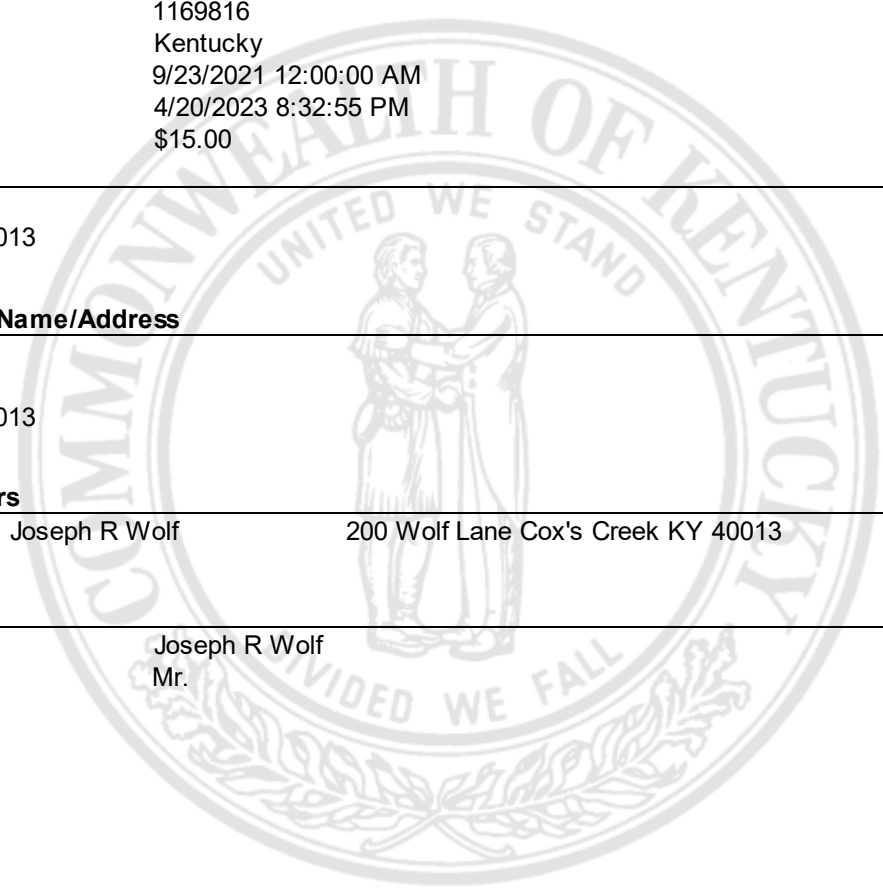 1169816
Kentucky
9/23/2021 12:00:00 AM
4/20/2023 8:32:55 PM
$15.00
COMMONWEALTH OF KENTUCKY
UNITED WE STAND
013
Name/Address
013
rs
Joseph R Wolf 200 Wolf Lane Cox's Creek KY 40013
Joseph R Wolf
Mr.
DIVIDED WE FALL